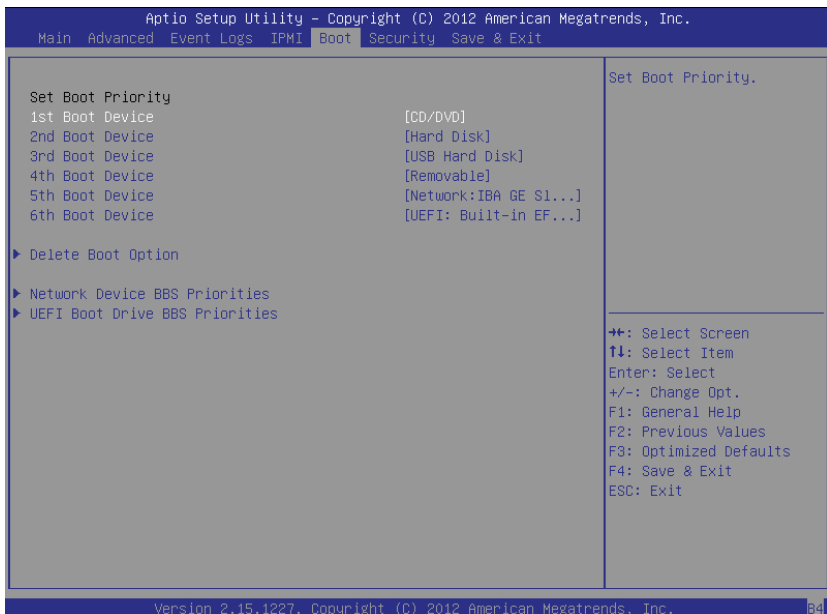 Aptio Setup Utility – Copyright (C) 2012 American Megatrends, Inc.
Main Advanced Event Logs IPMI Boot Security Save & Exit
Set Boot Priority
1st Boot Device [CD/DVD]
2nd Boot Device [Hard Disk]
3rd Boot Device [USB Hard Disk]
4th Boot Device [Removable]
5th Boot Device [Network:IBA GE Sl...]
6th Boot Device [UEFI: Built-in EF...]
▶ Delete Boot Option
▶ Network Device BBS Priorities
▶ UEFI Boot Drive BBS Priorities
Set Boot Priority.
→←: Select Screen
↑↓: Select Item
Enter: Select
+/-: Change Opt.
F1: General Help
F2: Previous Values
F3: Optimized Defaults
F4: Save & Exit
ESC: Exit
Version 2.15.1227. Copyright (C) 2012 American Megatrends, Inc.
B4